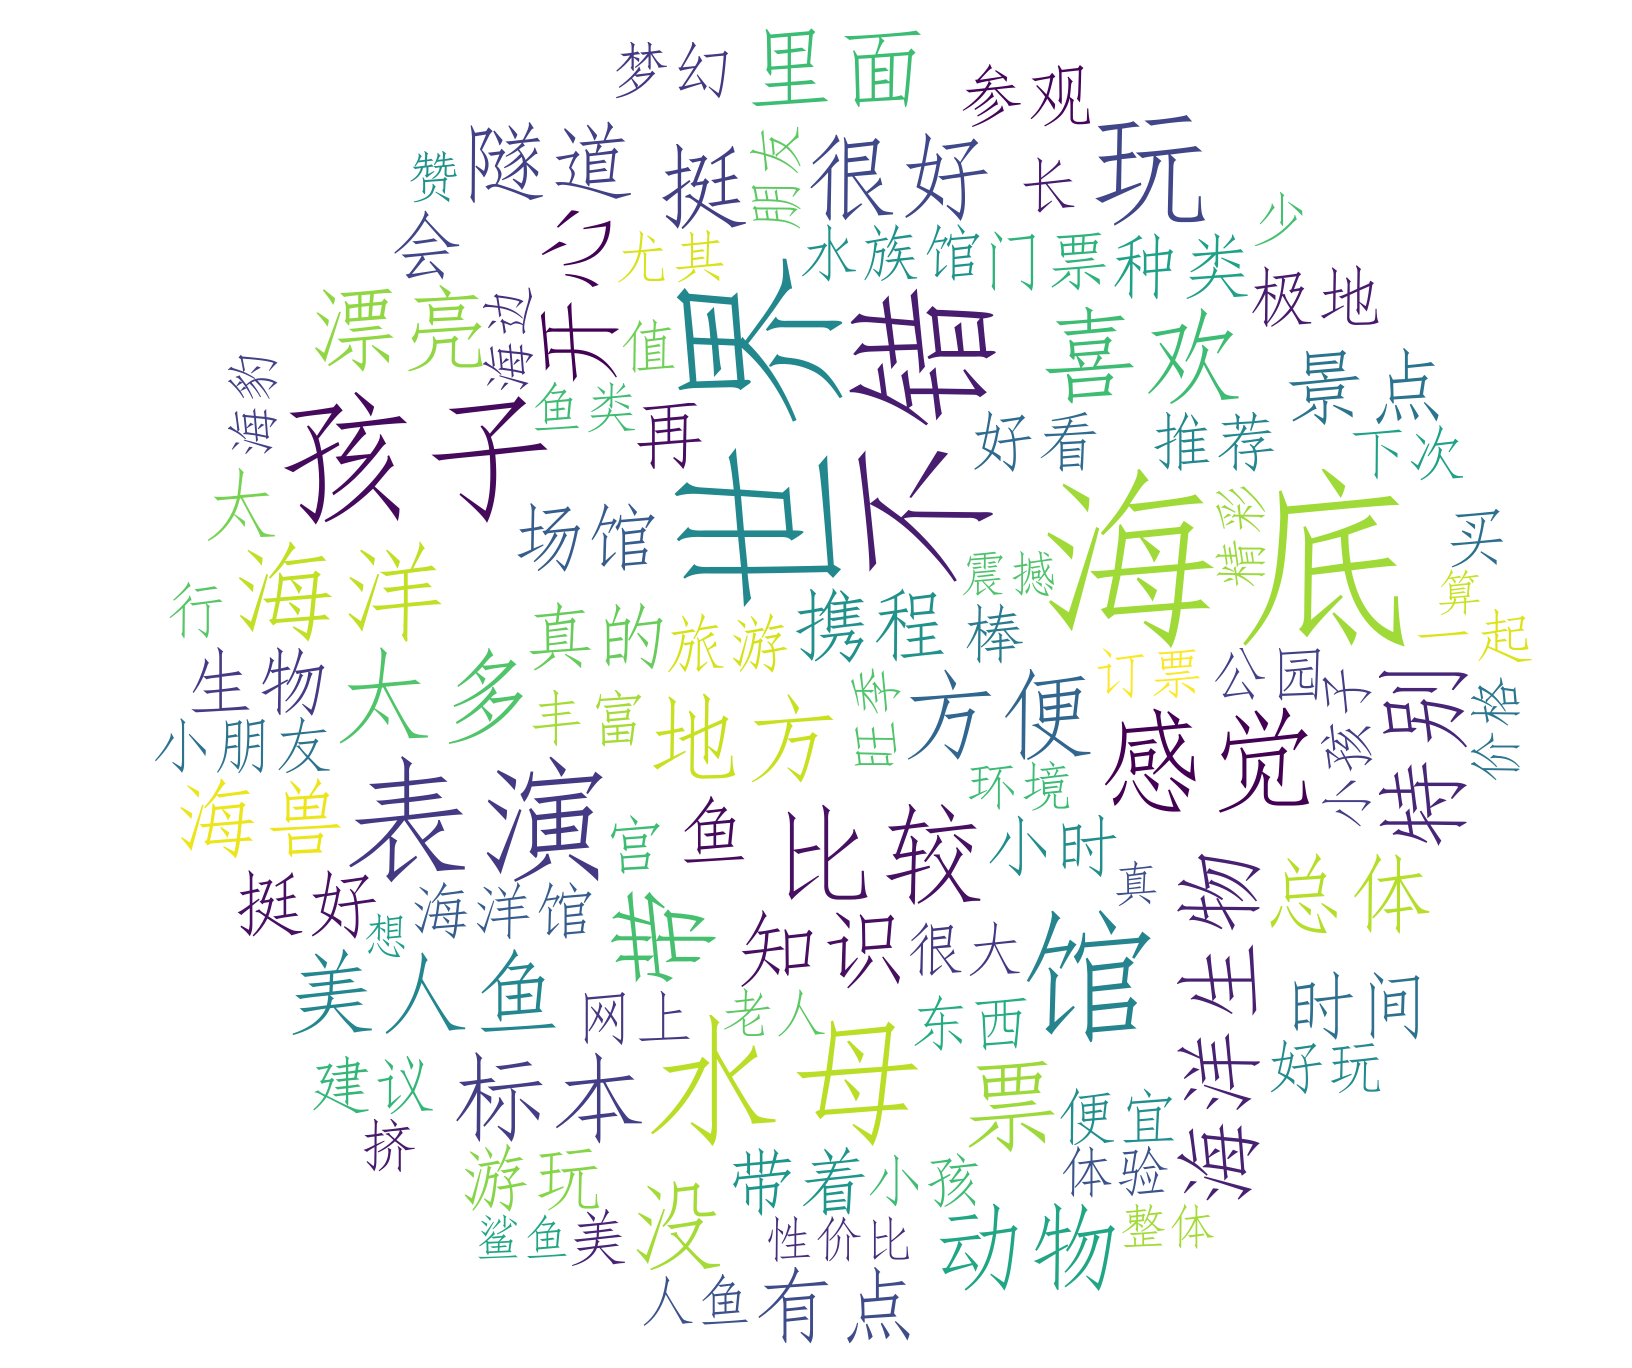 梦幻
里面
参观
隧道
赞
挺
朋友
很好
长
玩
少
会
开心
尤其
水族馆
门票
种类
极地
漂亮
海边
值
世界
不错
喜欢
景点
海豹
孩子
鱼类
再
好看
推荐
下次
太
场馆
海底
精彩
买
海洋
震撼
算
行
真的
旅游
携程
棒
一起
生物
太多
丰富
地方
旺季
方便
订票
公园
小孩子
特别
价格
小朋友
感觉
海兽
表演
宫
鱼
比较
环境
小时
真
挺好
想
海洋馆
带
知识
很大
馆
海洋生物
总体
美人鱼
网上
老人
东西
时间
建议
标本
水母
票
便宜
好玩
挤
游玩
没
带着
小孩
体验
鲨鱼
美
性价比
动物
整体
人鱼
有点